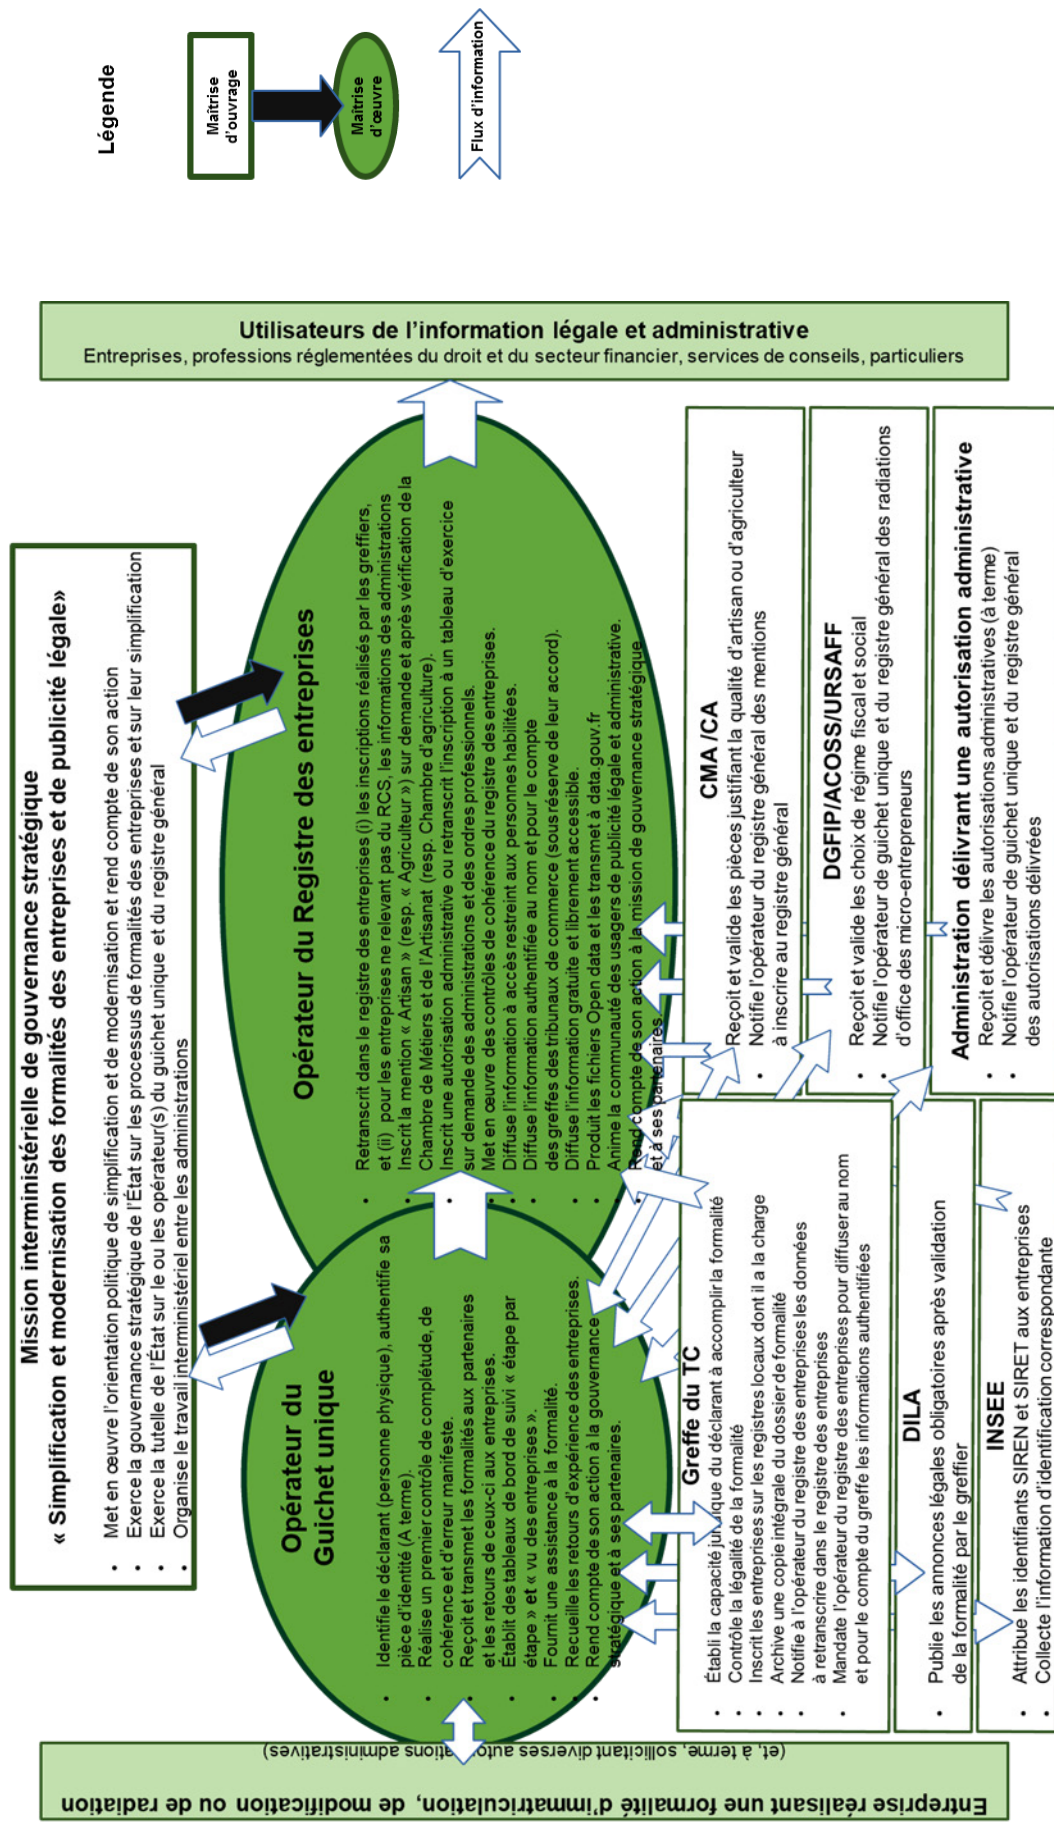 Mission interministérielle de gouvernance stratégique
« Simplification et modernisation des formalités des entreprises et de publicité légale»
• Met en œuvre l'orientation politique de simplification et de modernisation et rend compte de son action
• Exerce la gouvernance stratégique de l'État sur les processus de formalités des entreprises et sur leur simplification
• Exerce la tutelle de l'État sur le ou les opérateur(s) du guichet unique et du registre général
• Organise le travail interministériel entre les administrations
Légende
Maîtrise
d'ouvrage
Maîtrise
d'œuvre
Flux d'information
Entreprise réalisant une formalité d'immatriculation, de modification ou de radiation
(et, à terme, sollicitant diverses autorisations administratives)
Opérateur du
Guichet unique
• Identifie le déclarant (personne physique), authentifie sa
pièce d'identité (A terme).
• Réalise un premier contrôle de complétude, de
cohérence et d'erreur manifeste.
• Reçoit et transmet les formalités aux partenaires
et les retours de ceux-ci aux entreprises.
• Établit des tableaux de bord de suivi « étape par
étape » et « vu des entreprises ».
• Fournit une assistance à la formalité.
• Recueille les retours d'expérience des entreprises.
• Rend compte de son action à la gouvernance
stratégique et à ses partenaires.
Opérateur du Registre des entreprises
• Retranscrit dans le registre des entreprises (i) les inscriptions réalisées par les greffiers,
et (ii) pour les entreprises ne relevant pas du RCS, les informations des administrations
• Inscrit la mention « Artisan » (resp. « Agriculteur ») sur demande et après vérification de la
Chambre de Métiers et de l'Artisanat (resp. Chambre d'agriculture).
• Inscrit une autorisation administrative ou retranscrit l'inscription à un tableau d'exercice
sur demande des administrations et des ordres professionnels.
• Met en œuvre des contrôles de cohérence du registre des entreprises.
• Diffuse l'information à accès restreint aux personnes habilitées.
• Diffuse l'information authentifiée au nom et pour le compte
des greffes des tribunaux de commerce (sous réserve de leur accord).
• Diffuse l'information gratuite et librement accessible.
• Produit les fichiers Open data et les transmet à data.gouv.fr
• Anime la communauté des usagers de publicité légale et administrative.
• Rend compte de son action à la mission de gouvernance stratégique
et à ses partenaires.
Utilisateurs de l'information légale et administrative
Entreprises, professions réglementées du droit et du secteur financier, services de conseils, particuliers
Greffe du TC
• Établi la capacité juridique du déclarant à accomplir la formalité
• Contrôle la légalité de la formalité
• Inscrit les entreprises sur les registres locaux dont il a la charge
• Archive une copie intégrale du dossier de formalité
• Notifie à l'opérateur du registre des entreprises les données
à retranscrire dans le registre des entreprises
• Mandate l'opérateur du registre des entreprises pour diffuser au nom
et pour le compte du greffe les informations authentifiées
DILA
• Publie les annonces légales obligatoires après validation
de la formalité par le greffier
INSEE
• Attribue les identifiants SIREN et SIRET aux entreprises
• Collecte l'information d'identification correspondante
CMA /CA
• Reçoit et valide les pièces justifiant la qualité d'artisan ou d'agriculteur
• Notifie l'opérateur du registre général des mentions
à inscrire au registre général
DGFIP/ACOSS/URSAFF
• Reçoit et valide les choix de régime fiscal et social
• Notifie l'opérateur de guichet unique et du registre général des radiations
d'office des micro-entrepreneurs
Administration délivrant une autorisation administrative
• Reçoit et délivre les autorisations administratives (à terme)
• Notifie l'opérateur de guichet unique et du registre général
des autorisations délivrées